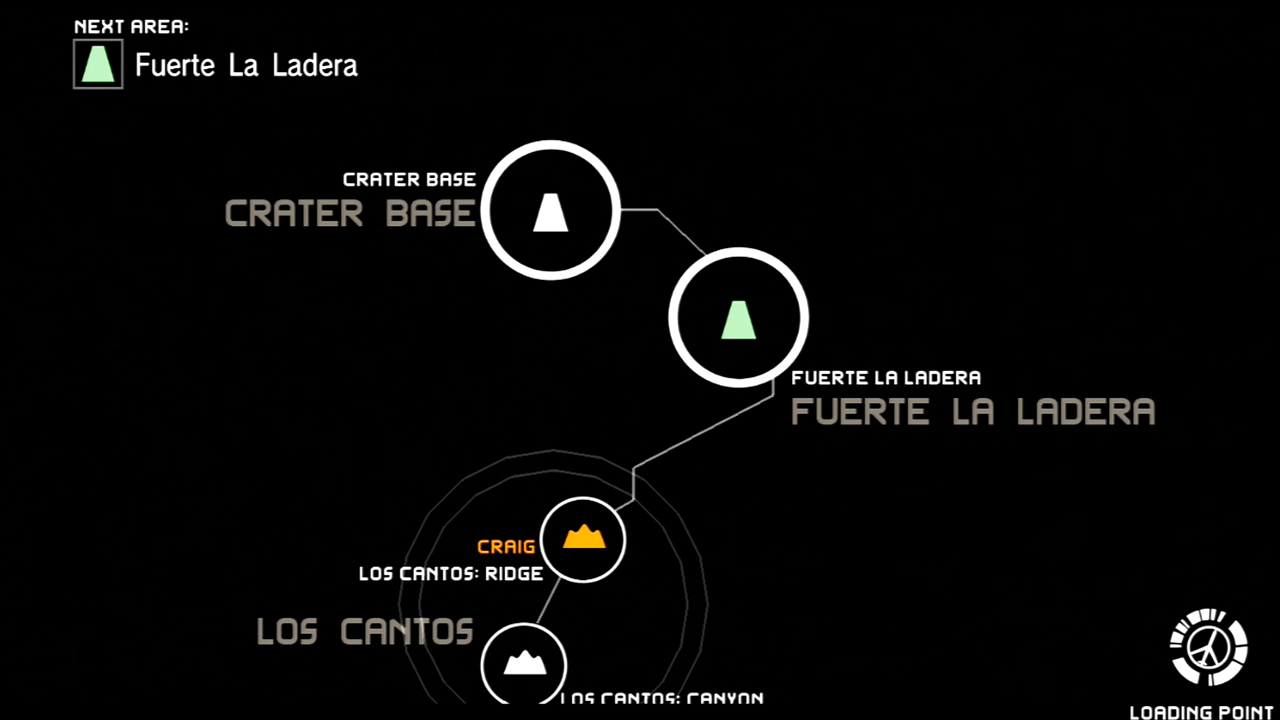 NEXT AREA:
Fuerte La Ladera
CRATER BASE
CRATER BASE
FUERTE LA LADERA
FUERTE LA LADERA
CRAIG
LOS CANTOS: RIDGE
LOS CANTOS
LOS CANTOS: CANYON
LOADING POINT